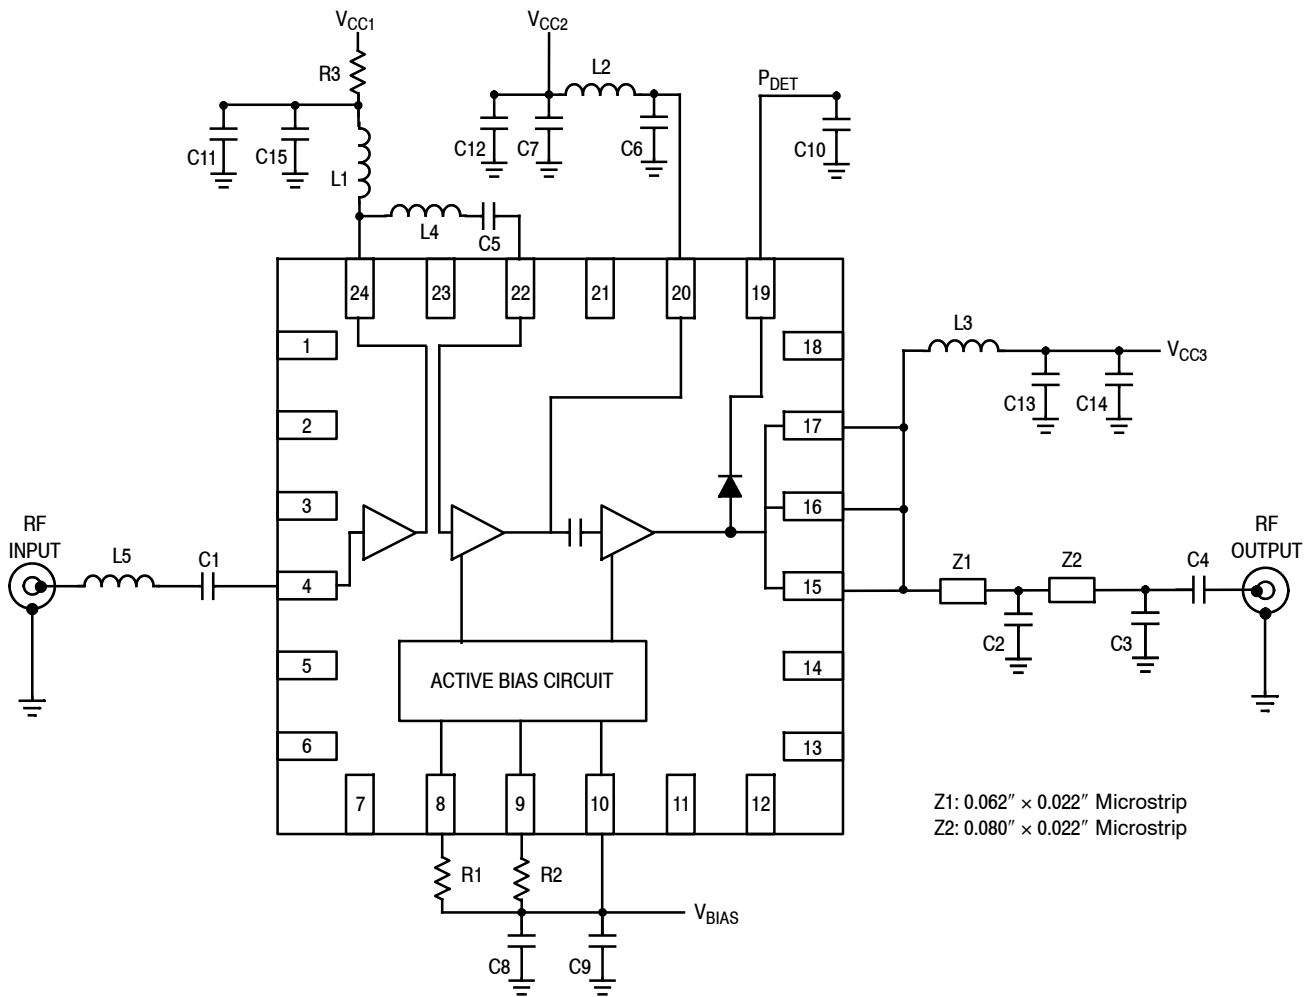 VCC1
R3
C11
C15
L1
L4
C5
VCC2
L2
C12
C7
C6
PDET
C10
24
23
22
21
20
19
1
2
3
4
5
6
18
17
16
15
14
13
L3
VCC3
C13
C14
RF
INPUT
L5
C1
ACTIVE BIAS CIRCUIT
Z1
Z2
C2
C3
C4
RF
OUTPUT
7
8
9
10
11
12
R1
R2
VBIAS
C8
C9
Z1: 0.062″ × 0.022″ Microstrip
Z2: 0.080″ × 0.022″ Microstrip